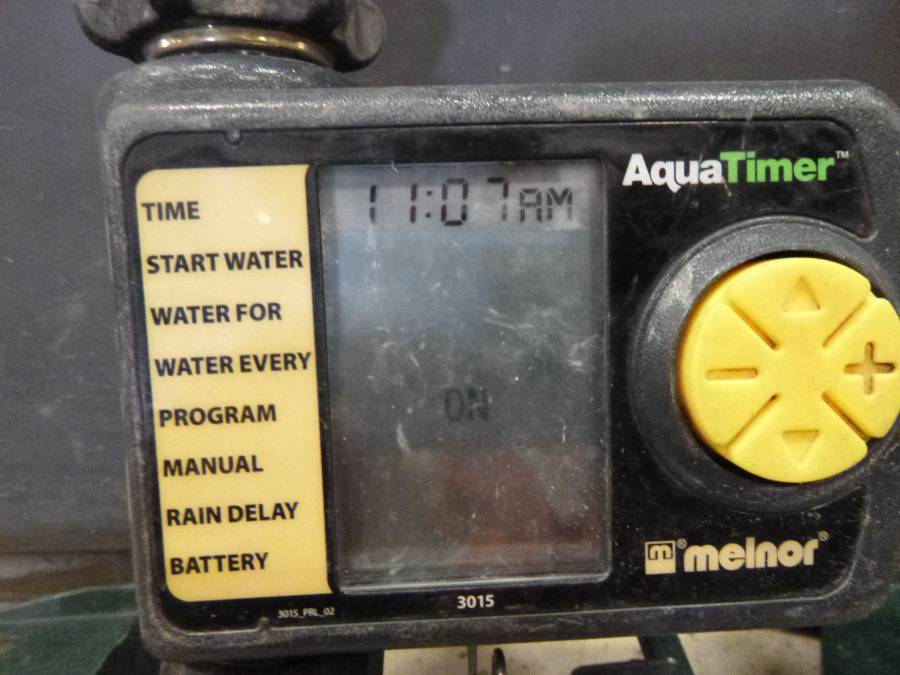 AquaTimer™
TIME 11:07AM
START WATER
WATER FOR
WATER EVERY
PROGRAM ON
MANUAL
RAIN DELAY
BATTERY
m® melnor®
3015_PRL_02
3015